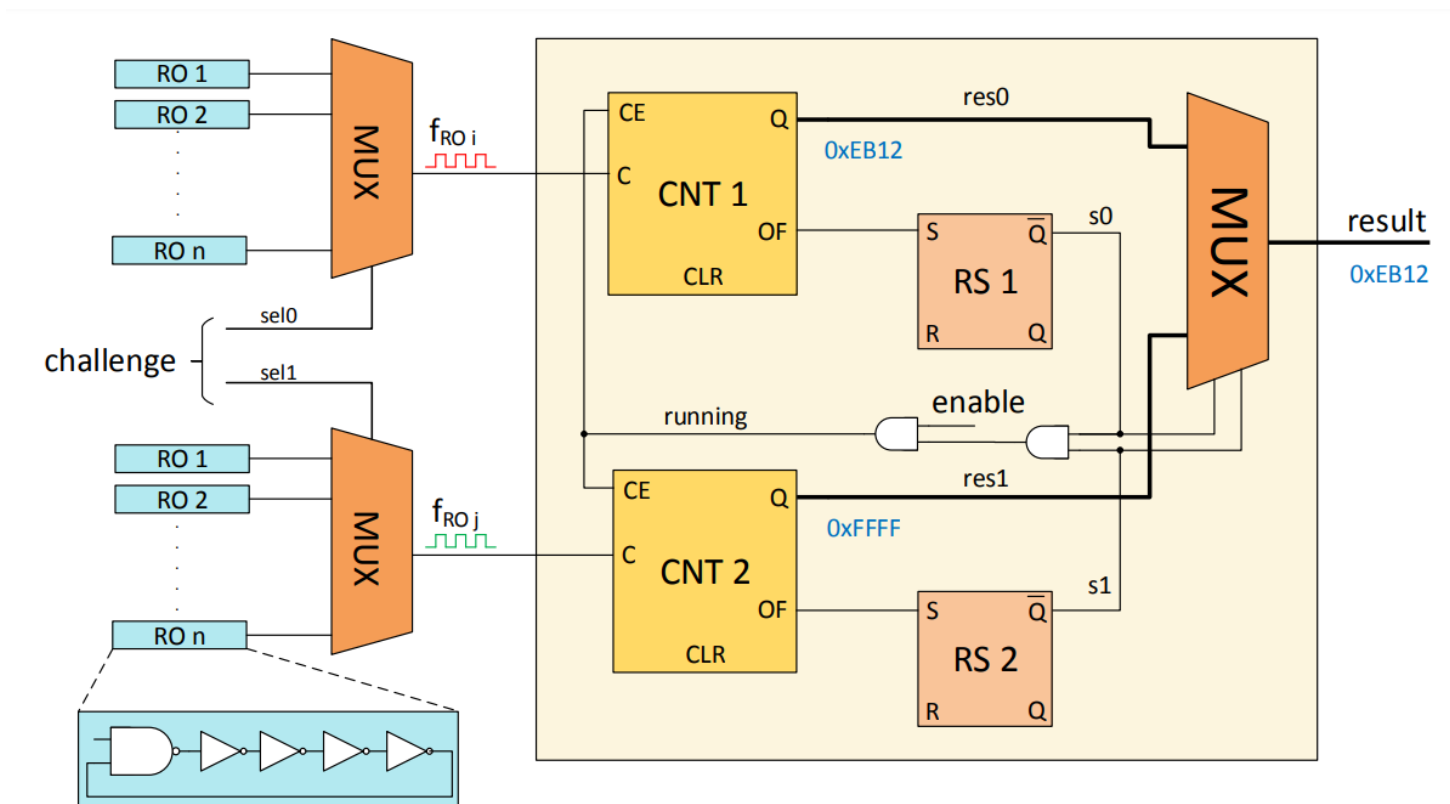 RO 1
RO 2
RO n
MUX
f RO i
sel0
challenge
sel1
RO 1
RO 2
RO n
MUX
f RO j
CE
Q
C
CNT 1
OF
CLR
res0
0xEB12
S
Q
RS 1
R
Q
s0
MUX
result
0xEB12
running
enable
CE
Q
C
CNT 2
OF
CLR
res1
0xFFFF
S
Q
RS 2
R
Q
s1